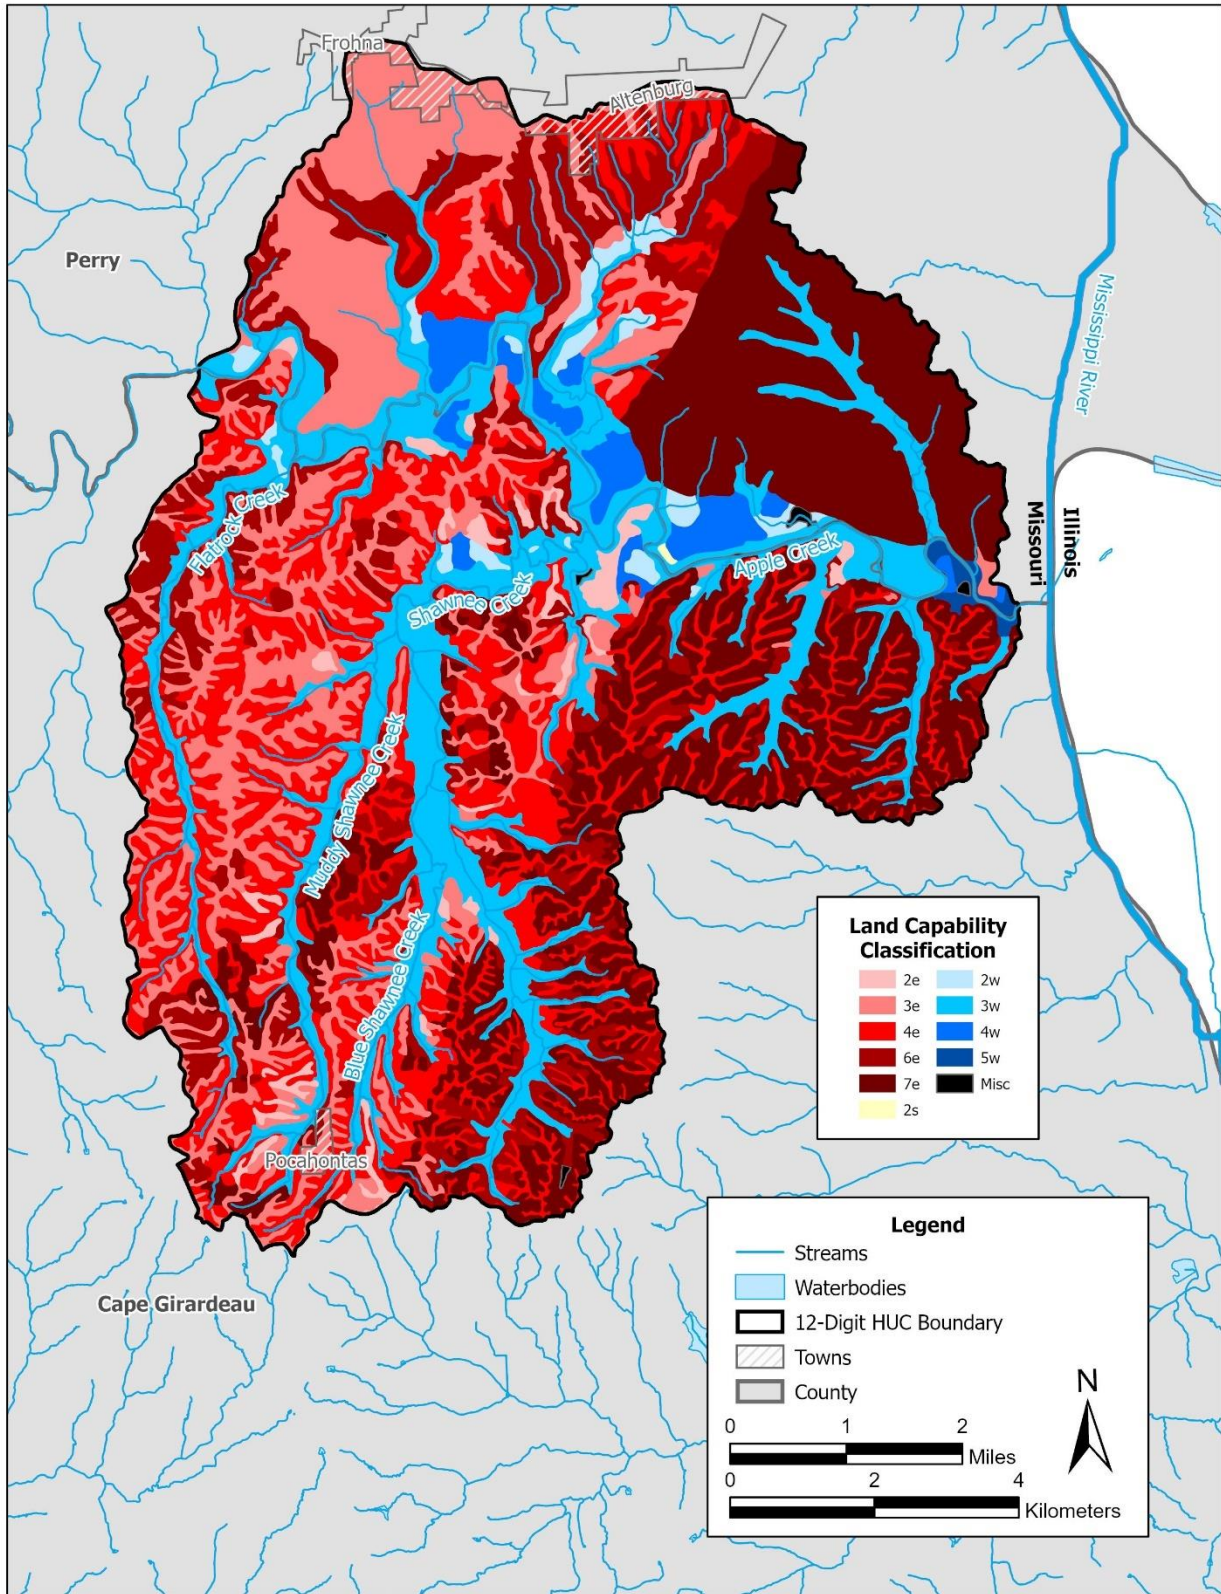 Frohna
Altenburg
Perry
Mississippi River
Flatrock Creek
Missouri
Illinois
Apple Creek
Shawnee Creek
Muddy Shawnee Creek
Blue Shawnee Creek
Pocahontas
Cape Girardeau
Land Capability
Classification
2e 2w
3e 3w
4e 4w
6e 5w
7e Misc
2s
Legend
Streams
Waterbodies
12-Digit HUC Boundary
Towns
County
N
0 1 2
Miles
0 2 4
Kilometers